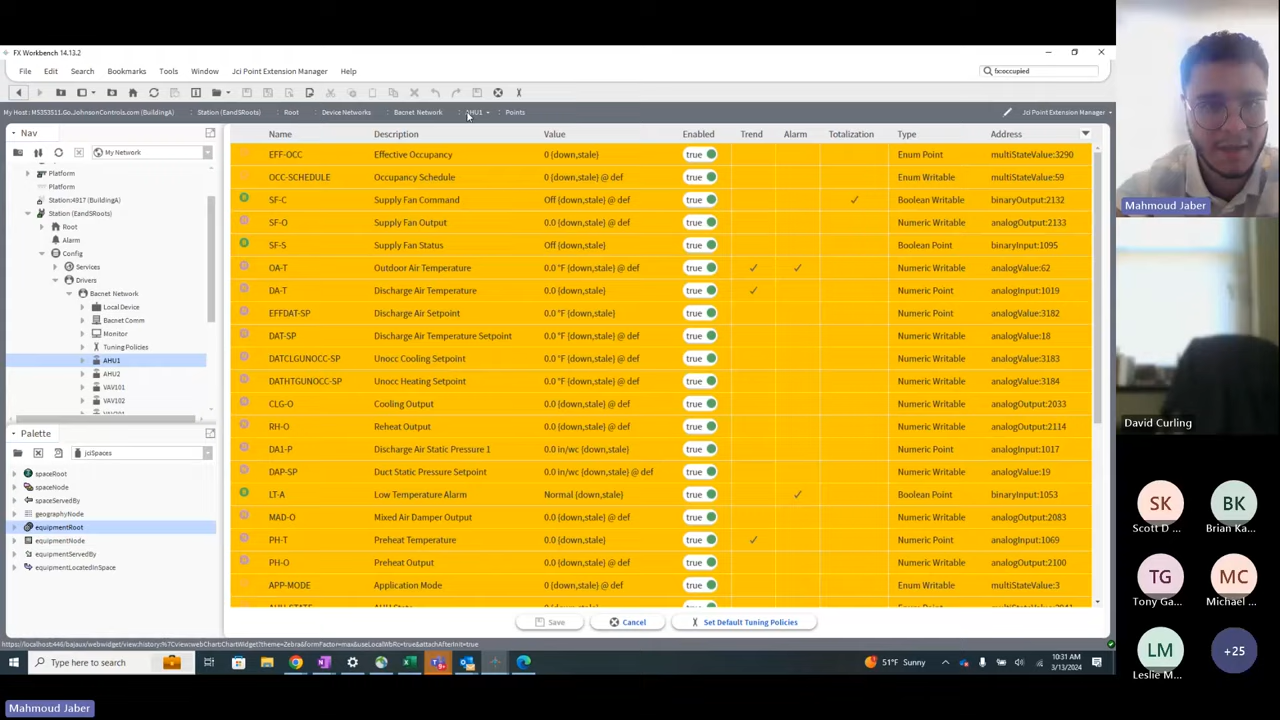 FX Workbench 14.13.2
File Edit Search Bookmarks Tools Window Jci Point Extension Manager Help
fxoccupied
My Host : MS353511.Go.JohnsonControls.com (BuildingA) Station (EandSRoots) Root Device Networks Bacnet Network AHU1 Points Jci Point Extension Manager
Nav
My Network
Platform
Platform
Station:4917 (BuildingA)
Station (EandSRoots)
Root
Alarm
Config
Services
Drivers
Bacnet Network
Local Device
Bacnet Comm
Monitor
Tuning Policies
AHU1
AHU2
VAV101
VAV102
VAV201
Palette
jciSpaces
spaceRoot
spaceNode
spaceServedBy
geographyNode
equipmentRoot
equipmentNode
equipmentServedBy
equipmentLocatedInSpace
Name Description Value Enabled Trend Alarm Totalization Type Address
EFF-OCC Effective Occupancy 0 {down,stale} true Enum Point multiStateValue:3290
OCC-SCHEDULE Occupancy Schedule 0 {down,stale} @ def true Enum Writable multiStateValue:59
SF-C Supply Fan Command Off {down,stale} @ def true Boolean Writable binaryOutput:2132
SF-O Supply Fan Output 0.0 {down,stale} @ def true Numeric Writable analogOutput:2133
SF-S Supply Fan Status Off {down,stale} true Boolean Point binaryInput:1095
OA-T Outdoor Air Temperature 0.0 °F {down,stale} @ def true Numeric Writable analogValue:62
DA-T Discharge Air Temperature 0.0 {down,stale} true Numeric Point analogInput:1019
EFFDAT-SP Discharge Air Setpoint 0.0 °F {down,stale} true Numeric Point analogValue:3182
DAT-SP Discharge Air Temperature Setpoint 0.0 °F {down,stale} @ def true Numeric Writable analogValue:18
DATCLGUNOCC-SP Unocc Cooling Setpoint 0.0 °F {down,stale} @ def true Numeric Writable analogValue:3183
DATHTGUNOCC-SP Unocc Heating Setpoint 0.0 °F {down,stale} @ def true Numeric Writable analogValue:3184
CLG-O Cooling Output 0.0 {down,stale} @ def true Numeric Writable analogOutput:2033
RH-O Reheat Output 0.0 {down,stale} @ def true Numeric Writable analogOutput:2114
DA1-P Discharge Air Static Pressure 1 0.0 in/wc {down,stale} true Numeric Point analogInput:1017
DAP-SP Duct Static Pressure Setpoint 0.0 in/wc {down,stale} @ def true Numeric Writable analogValue:19
LT-A Low Temperature Alarm Normal {down,stale} true Boolean Point binaryInput:1053
MAD-O Mixed Air Damper Output 0.0 {down,stale} @ def true Numeric Writable analogOutput:2083
PH-T Preheat Temperature 0.0 {down,stale} true Numeric Point analogInput:1069
PH-O Preheat Output 0.0 {down,stale} @ def true Numeric Writable analogOutput:2100
APP-MODE Application Mode 0 {down,stale} @ def true Enum Writable multiStateValue:3
Save Cancel Set Default Tuning Policies
Type here to search
51°F Sunny
10:31 AM
3/13/2024
Mahmoud Jaber
David Curling
SK
Scott D ...
BK
Brian Ka...
TG
Tony Ga...
MC
Michael ...
LM
Leslie M...
+25
Mahmoud Jaber